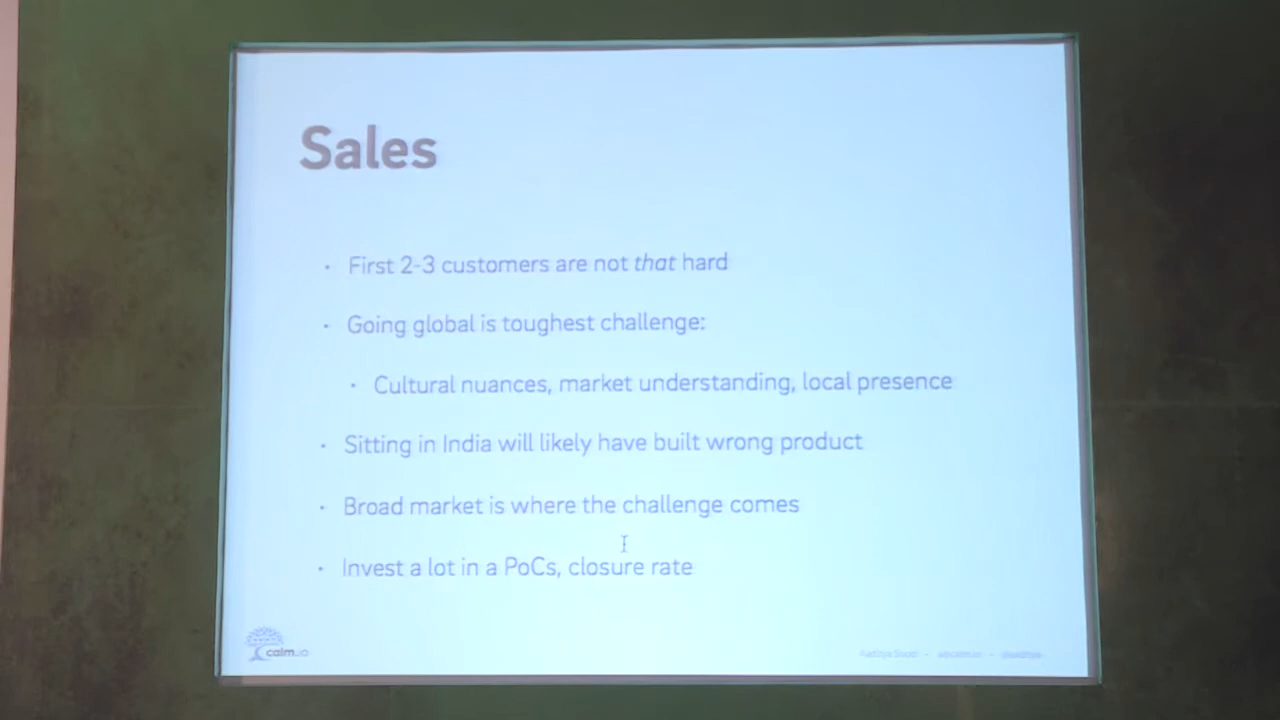 Sales
· First 2-3 customers are not that hard
· Going global is toughest challenge:
· Cultural nuances, market understanding, local presence
· Sitting in India will likely have built wrong product
· Broad market is where the challenge comes
· Invest a lot in a PoCs, closure rate
calm.io